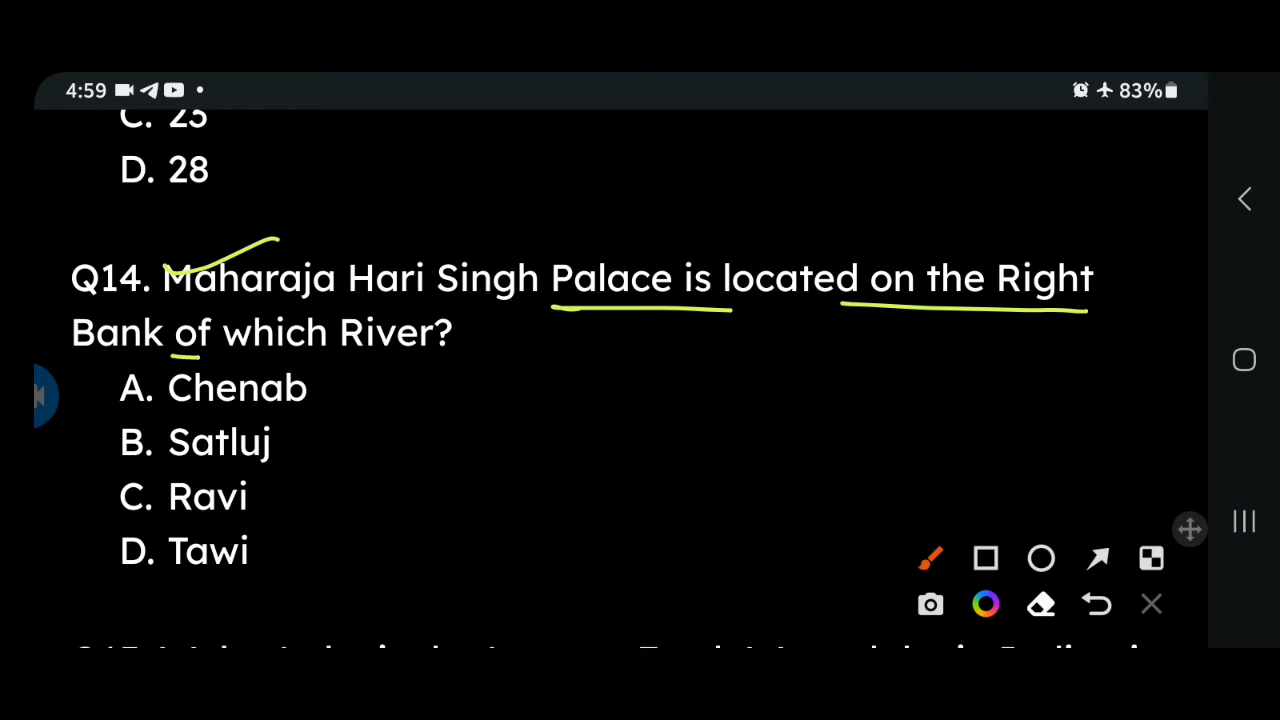 4:59
83%
C. 25
D. 28
Q14. Maharaja Hari Singh Palace is located on the Right
Bank of which River?
A. Chenab
B. Satluj
C. Ravi
D. Tawi